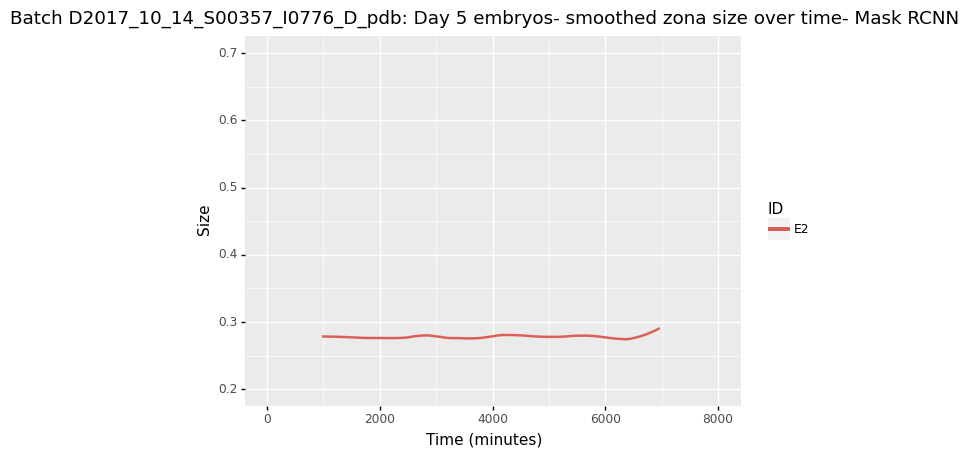 Batch D2017_10_14_S00357_I0776_D_pdb: Day 5 embryos- smoothed zona size over time- Mask RCNN
0.7
0.6
0.5
0.4
0.3
0.2
Size
0 2000 4000 6000 8000
Time (minutes)
ID
E2